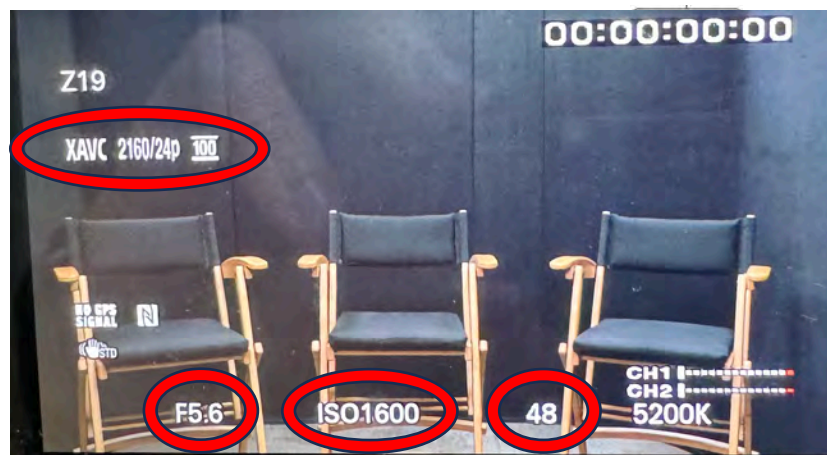 00:00:00:00
Z19
XAVC 2160/24p 100
NO GPS
SIGNAL N
STD
CH1
CH2
F5.6 ISO1600 48 5200K